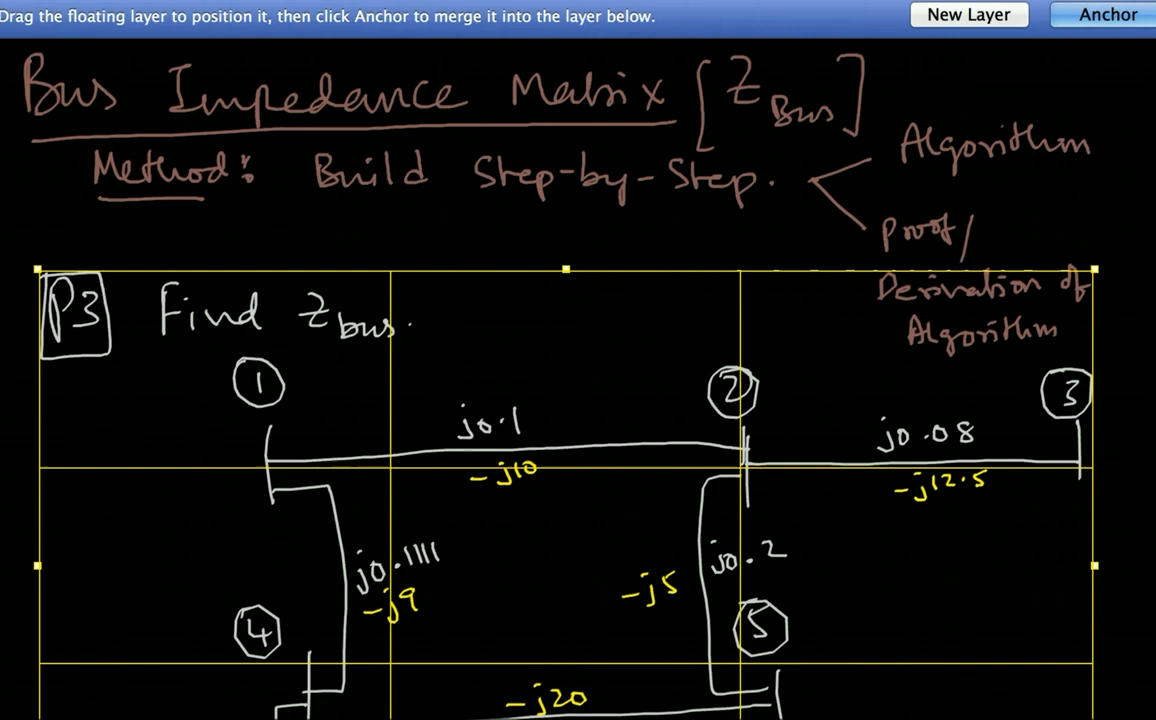 Drag the floating layer to position it, then click Anchor to merge it into the layer below.
New Layer
Anchor
Bus Impedance Matrix [Z Bus]
Method: Build Step-by-Step.
Algorithm
Proof/
Derivation of
Algorithm
P3 Find Zbus.
1
2
3
j0.1
j0.08
-j10
-j12.5
j0.1111
-j9
j0.2
-j5
4
5
-j20